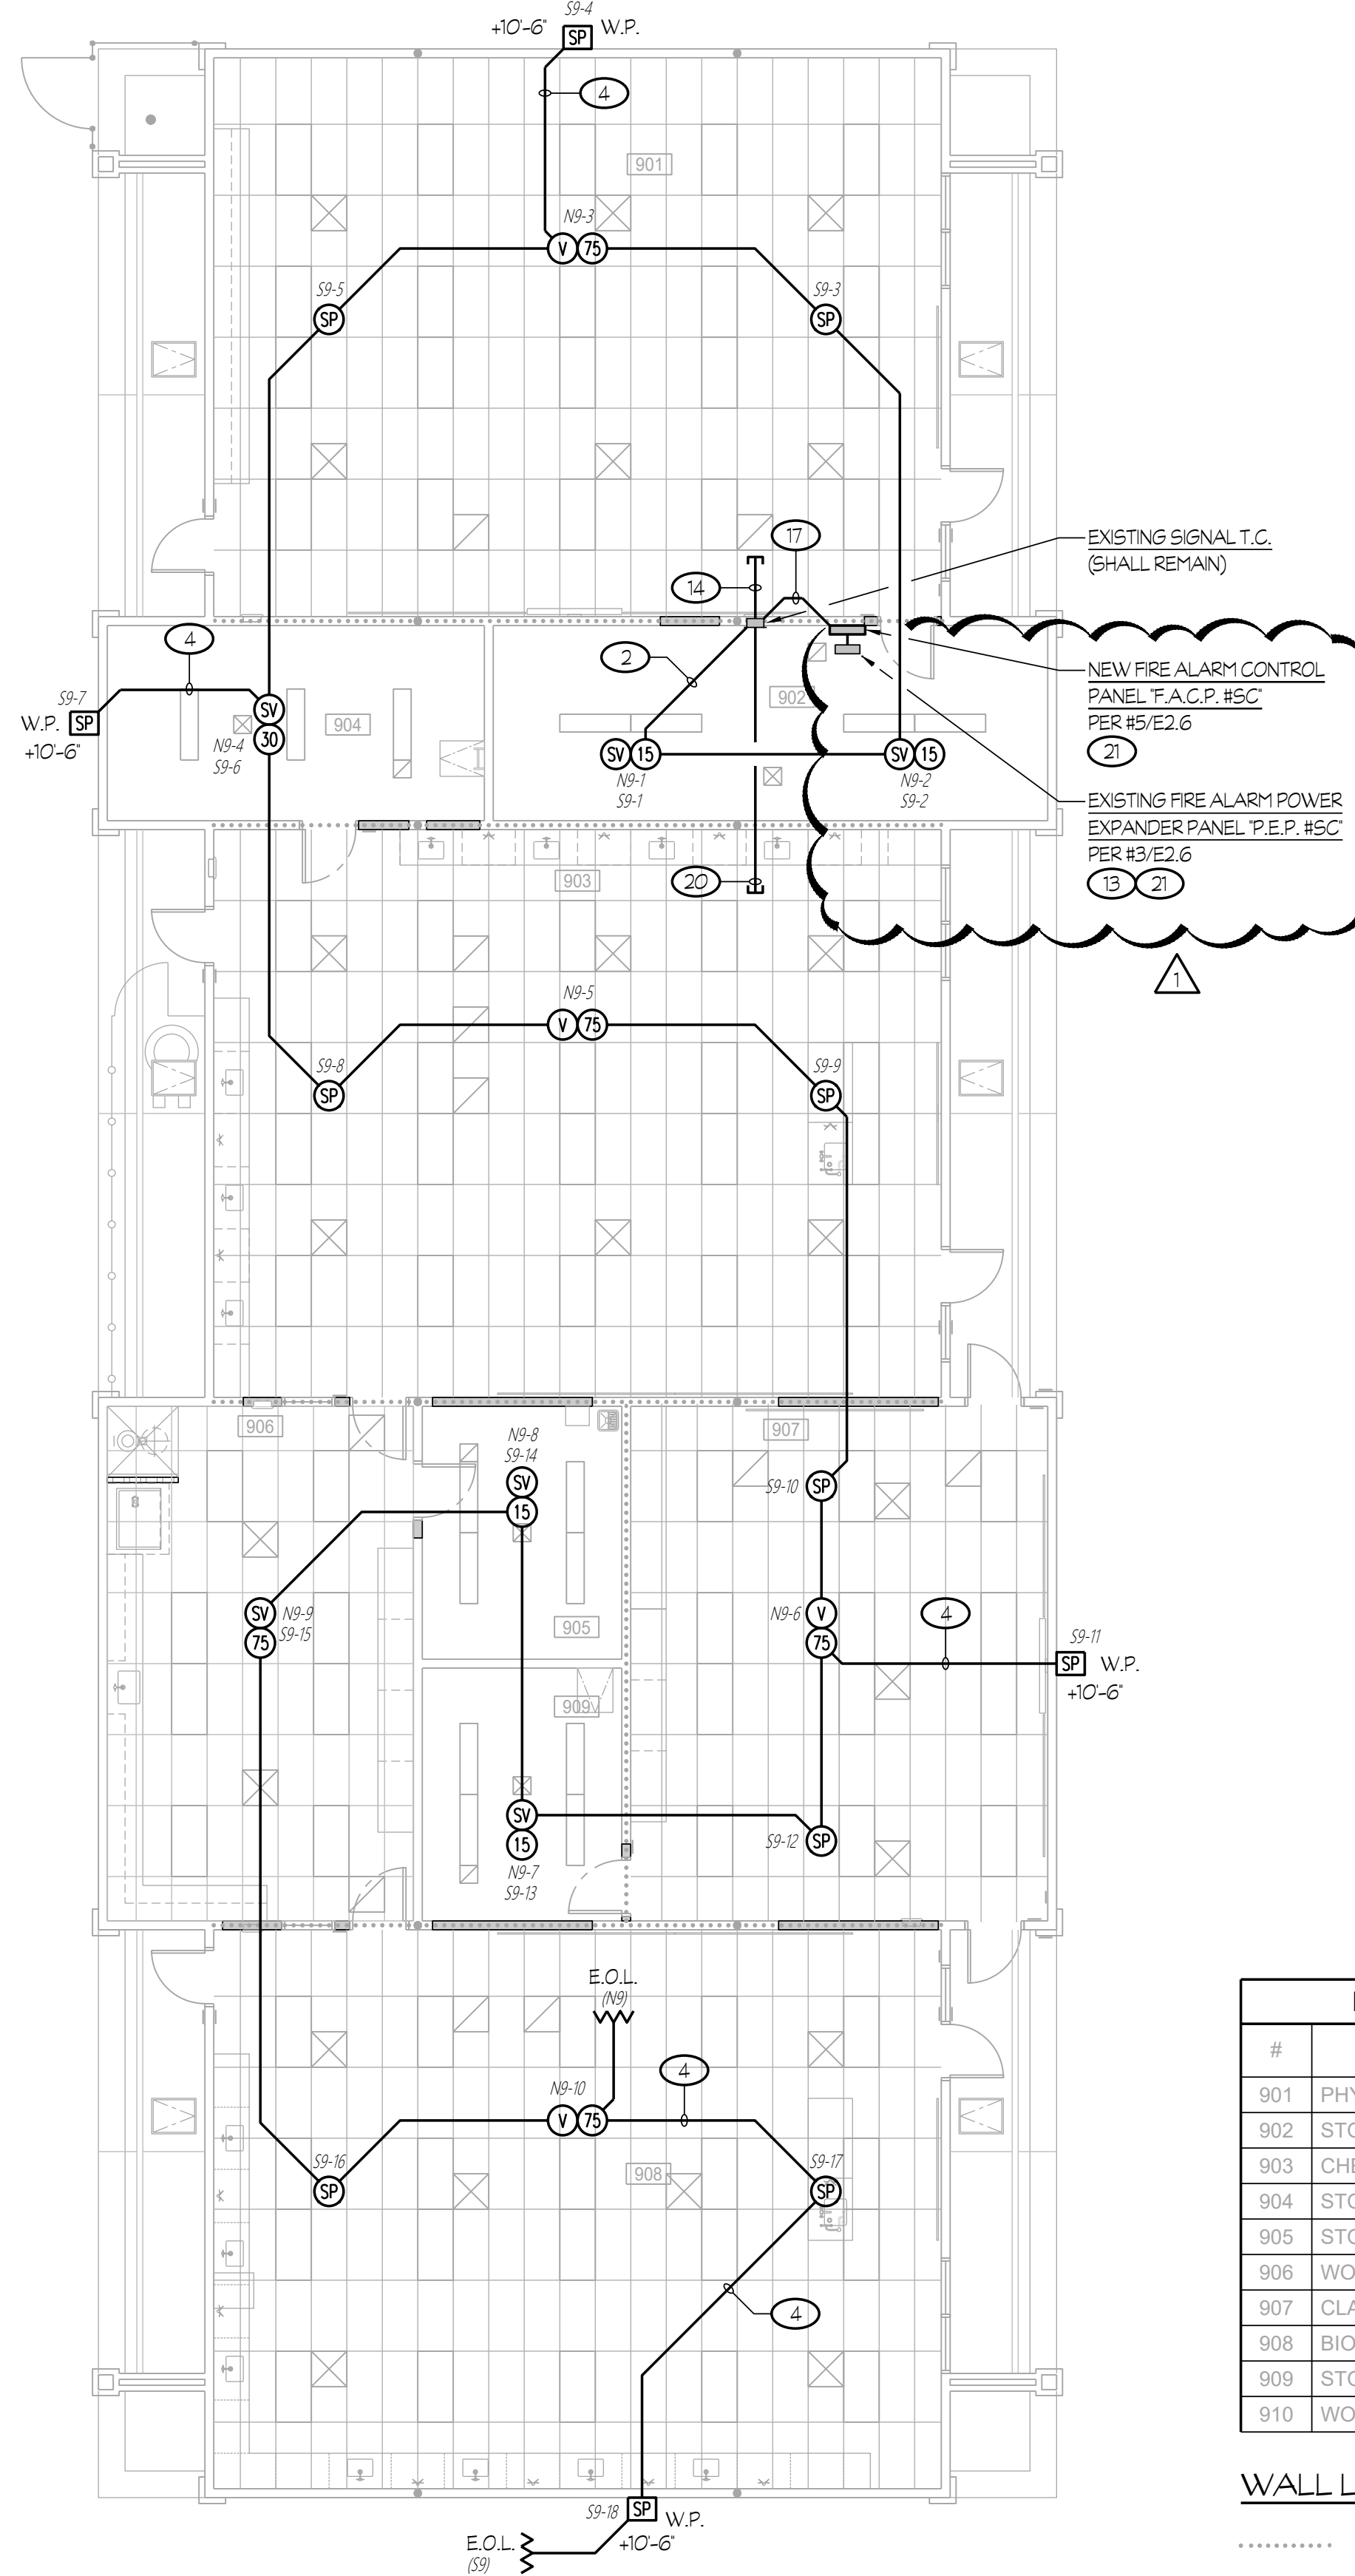 S9-4
+10'-6" SP W.P.
4
901
N9-3
V 75
S9-5
SP
S9-3
SP
17
EXISTING SIGNAL T.C.
(SHALL REMAIN)
14
4
2
NEW FIRE ALARM CONTROL
PANEL "F.A.C.P. #SC"
PER #5/E2.6
21
S9-7
W.P. SP
+10'-6"
SV
30
N9-4
S9-6
904
902
SV 15
N9-1
S9-1
SV 15
N9-2
S9-2
EXISTING FIRE ALARM POWER
EXPANDER PANEL "P.E.P. #SC"
PER #3/E2.6
13 21
903
20
1
N9-5
V 75
S9-8
SP
S9-9
SP
906
907
N9-8
S9-14
SV
15
S9-10 SP
SV N9-9
75 S9-15
905
N9-6 V
75
4
S9-11
SP W.P.
+10'-6"
909
SV
15
N9-7
S9-13
S9-12 SP
E.O.L.
(N9)
4
N9-10
V 75
S9-16
SP
908
S9-17
SP
4
#
901
902
903
904
905
906
907
908
909
910
WALL
S9-18 SP W.P.
+10'-6"
E.O.L.
(S9)